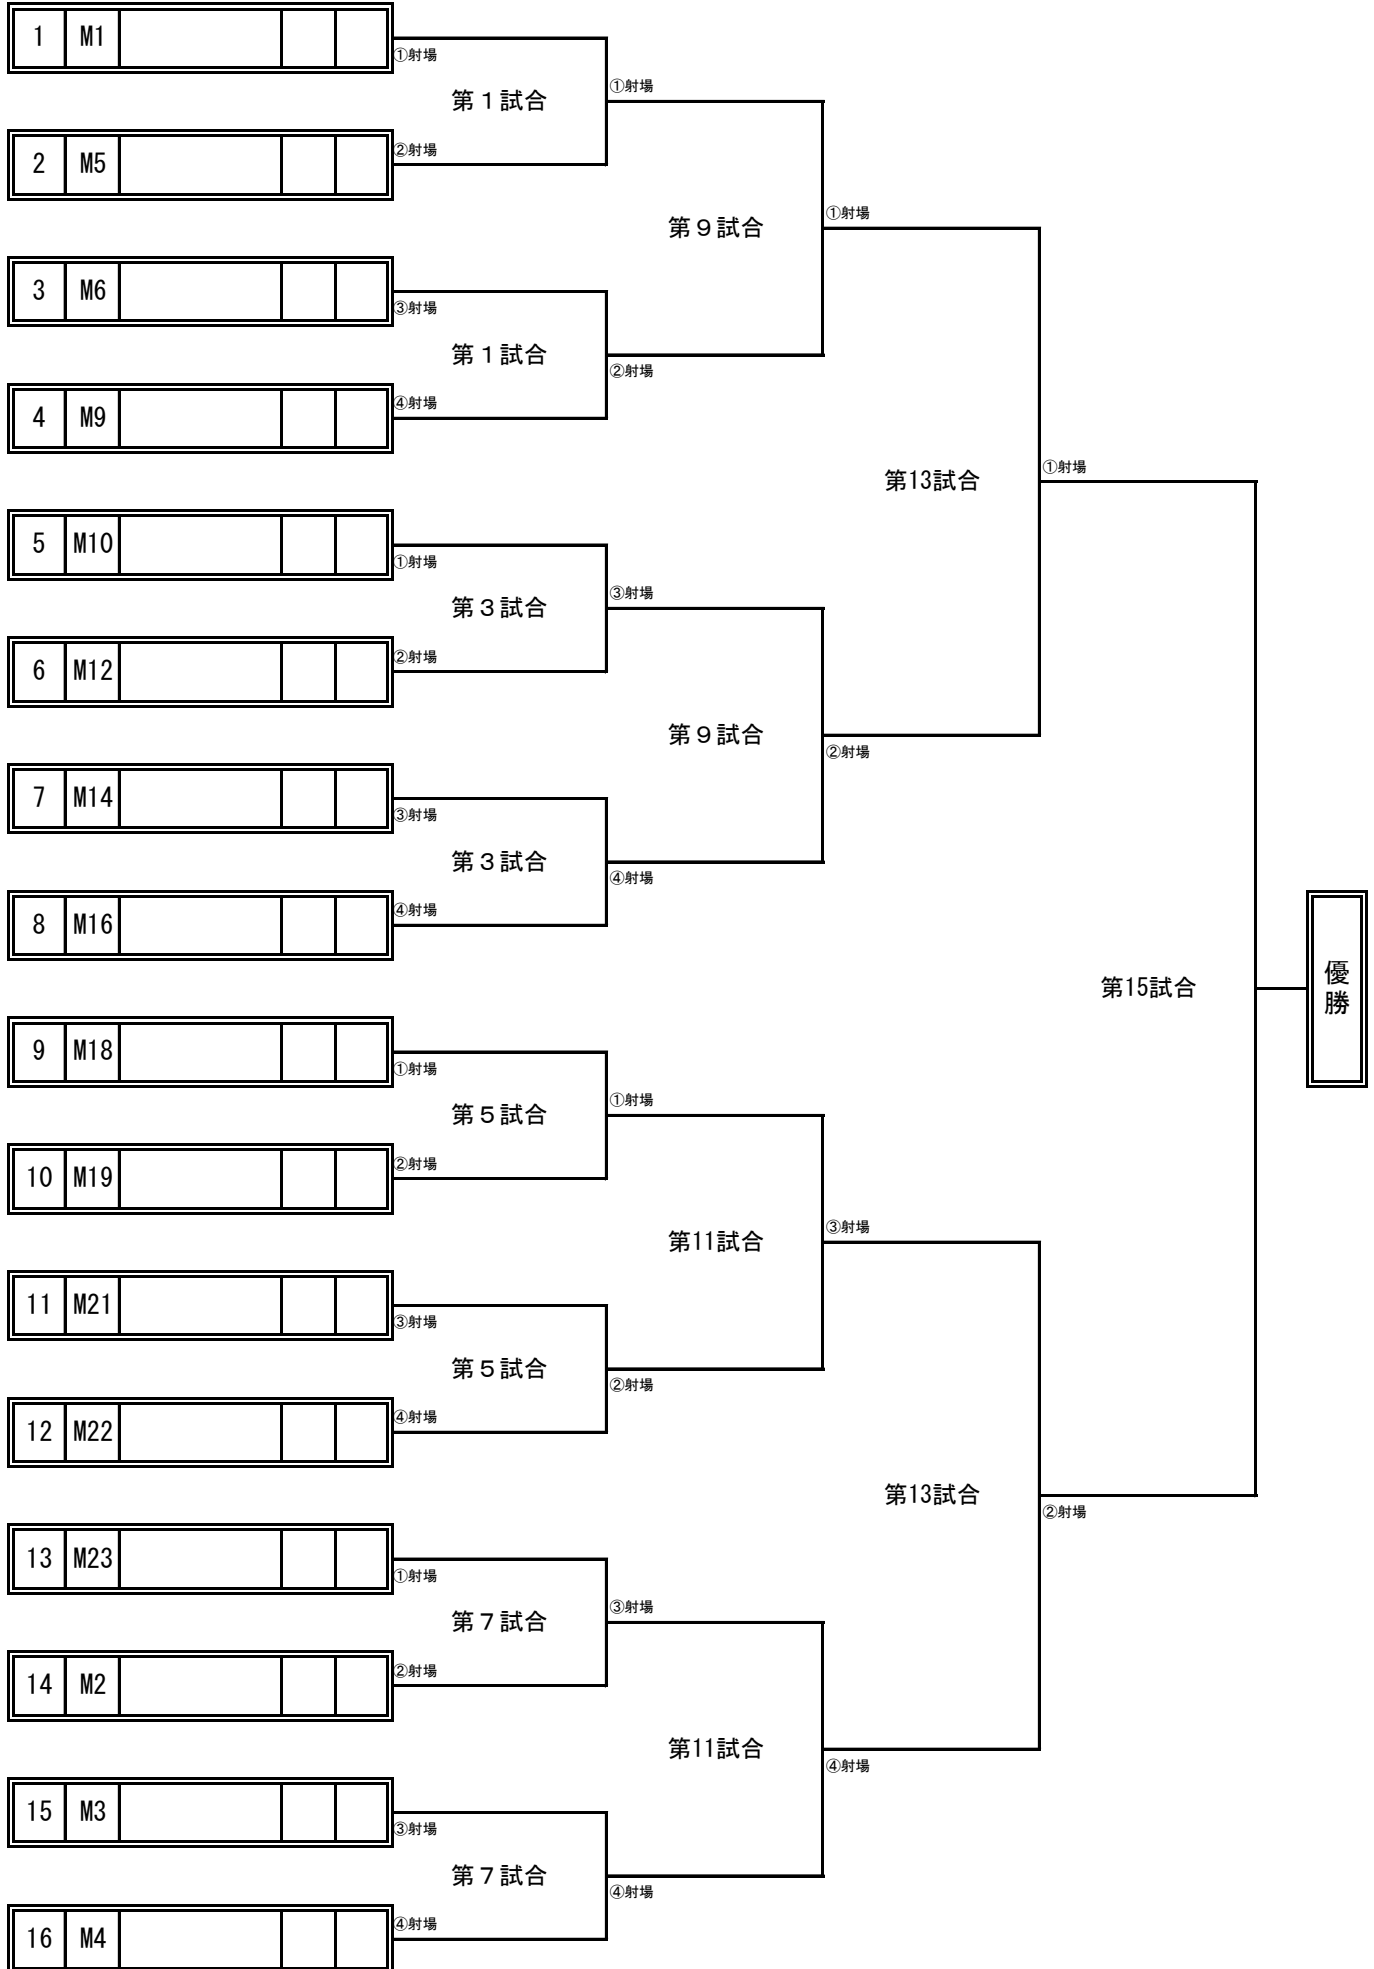 1 M1
①射場
第１試合
①射場
2 M5
②射場
第９試合
①射場
3 M6
③射場
第１試合
②射場
4 M9
④射場
第13試合
①射場
5 M10
①射場
第３試合
③射場
6 M12
②射場
第９試合
②射場
7 M14
③射場
第３試合
④射場
8 M16
④射場
第15試合
優勝
9 M18
①射場
第５試合
①射場
10 M19
②射場
第11試合
③射場
11 M21
③射場
第５試合
②射場
12 M22
④射場
第13試合
②射場
13 M23
①射場
第７試合
③射場
14 M2
②射場
第11試合
④射場
15 M3
③射場
第７試合
④射場
16 M4
④射場